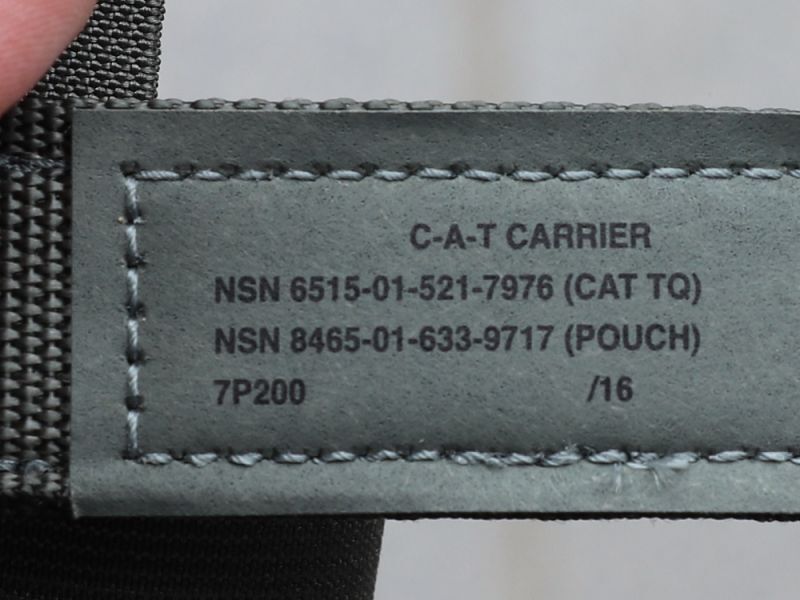 C-A-T CARRIER
NSN 6515-01-521-7976 (CAT TQ)
NSN 8465-01-633-9717 (POUCH)
7P200 /16